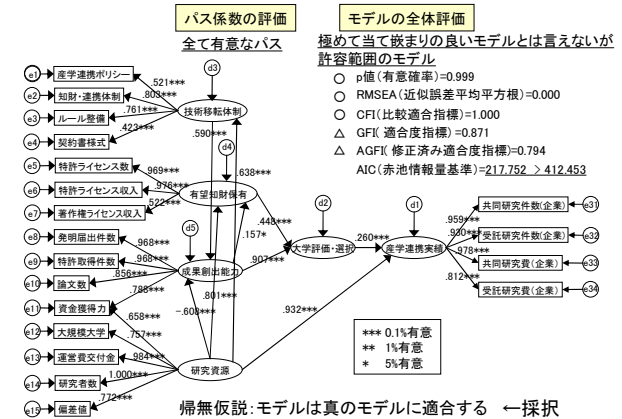 パス係数の評価
全て有意なパス
モデルの全体評価
極めて当て嵌まりの良いモデルとは言えないが
許容範囲のモデル
○ p値(有意確率)=0.999
○ RMSEA(近似誤差平均平方根)=0.000
○ CFI(比較適合指標)=1.000
△ GFI( 適合度指標)=0.871
△ AGFI( 修正済み適合度指標)=0.794
AIC(赤池情報量基準)=217.752 > 412.453
e1 産学連携ポリシー
.521***
e2 知財・連携体制
.803***
e3 ルール整備
.761***
e4 契約書様式
.423***
d3
技術移転体制
.590***
e5 特許ライセンス数
.969***
e6 特許ライセンス収入
.976***
e7 著作権ライセンス収入
.522***
d4
.638***
有望知財保有
.448***
.157*
e8 発明届出件数
.968***
e9 特許取得件数
.968***
e10 論文数
.856***
e11 資金獲得力
.788***
d5
成果創出能力
.907***
.801***
-.608***
d2
大学評価・選択
.260***
d1
産学連携実績
.932***
共同研究件数(企業) e31
.959***
受託研究件数(企業) e32
.930***
共同研究費(企業) e33
.978***
受託研究費(企業) e34
.812***
.658***
e12 大規模大学
.757***
e13 運営費交付金
.984***
e14 研究者数
1.000***
e15 偏差値
.772***
研究資源
*** 0.1%有意
** 1%有意
* 5%有意
帰無仮説:モデルは真のモデルに適合する ←採択